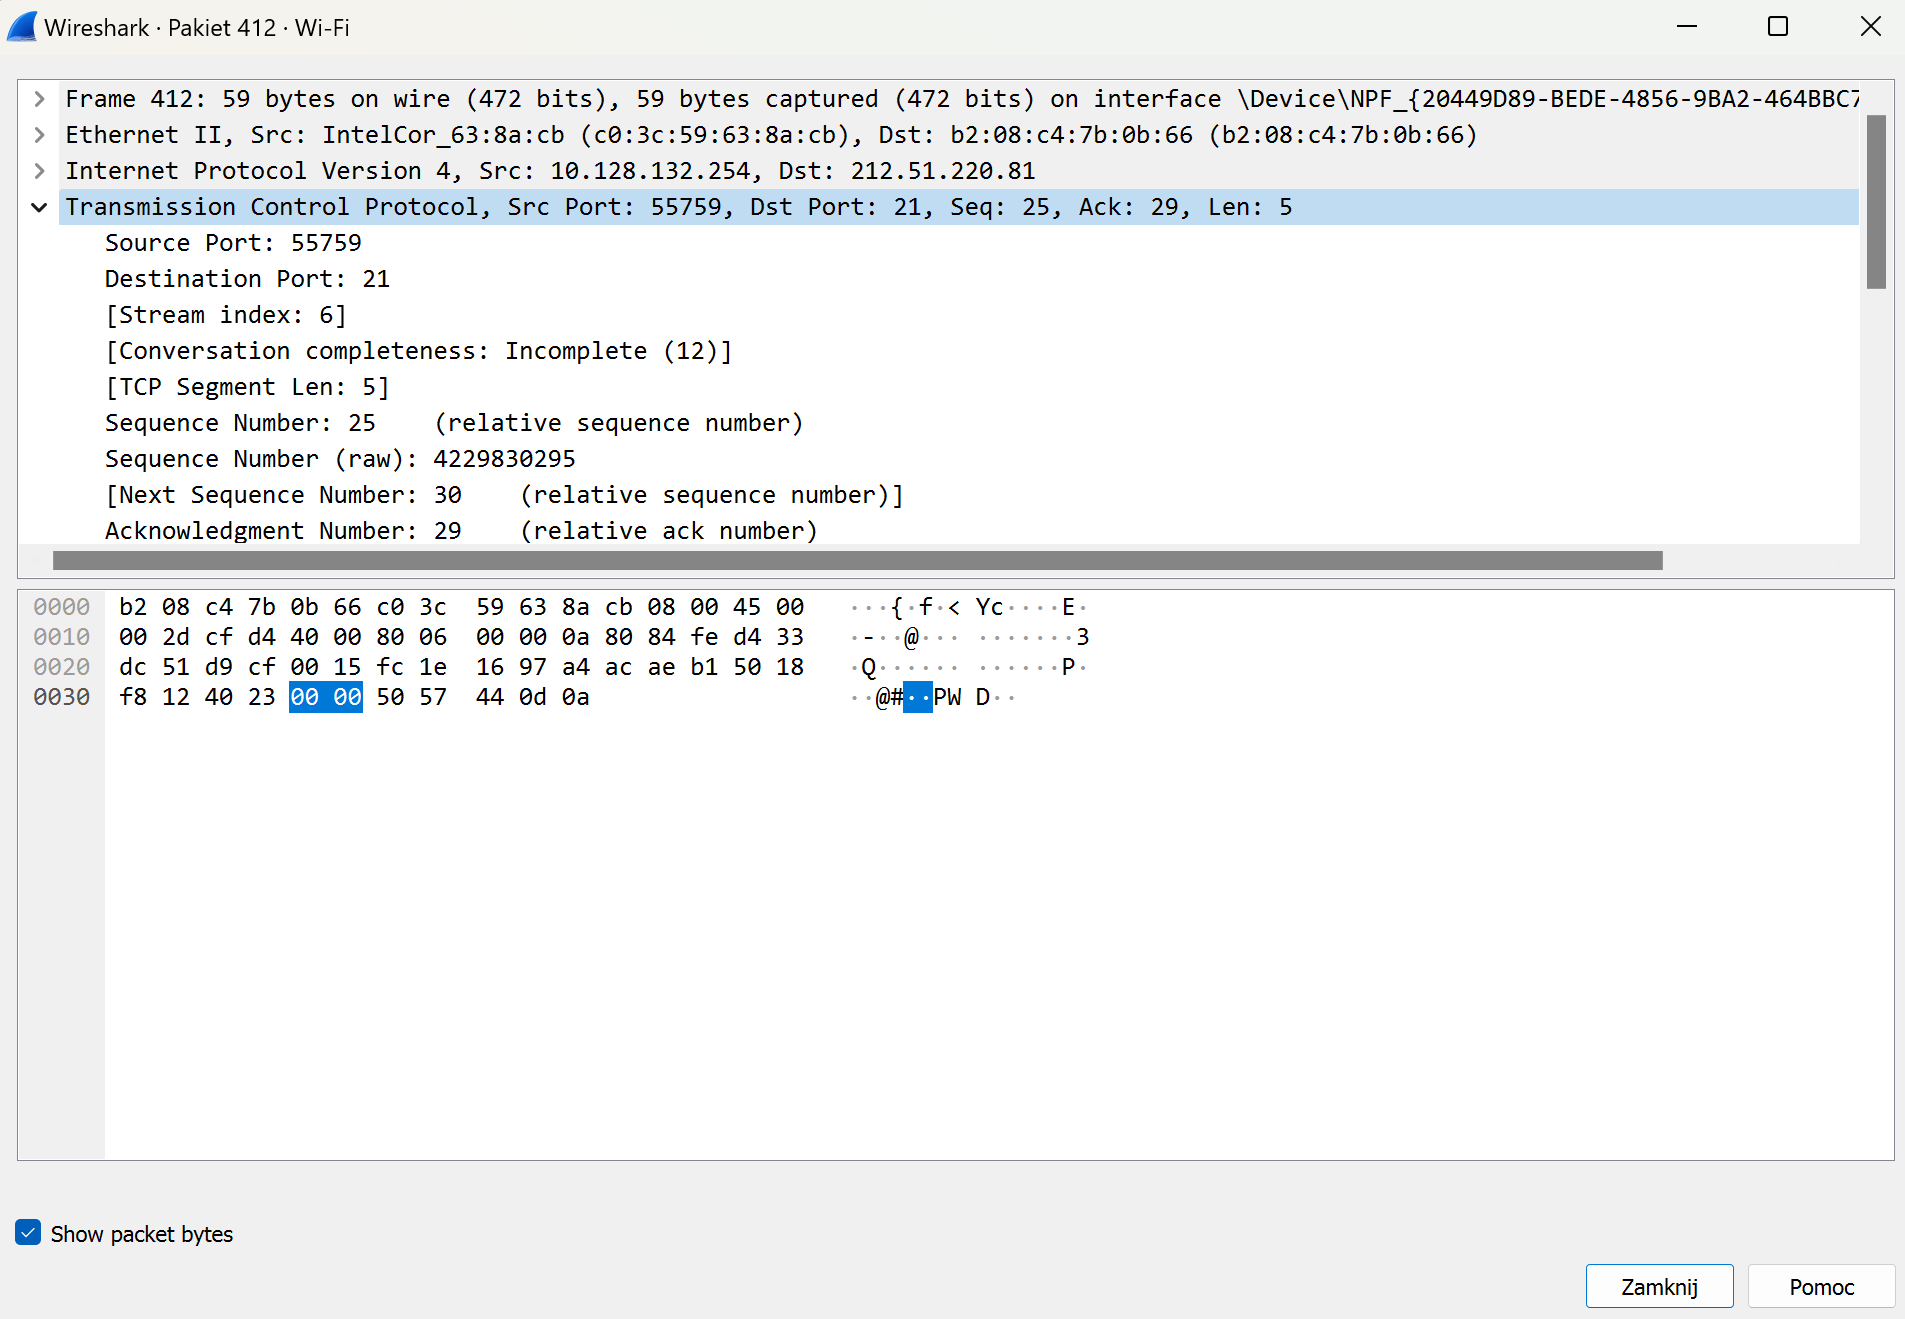 Wireshark · Pakiet 412 · Wi-Fi
Frame 412: 59 bytes on wire (472 bits), 59 bytes captured (472 bits) on interface \Device\NPF_{20449D89-BEDE-4856-9BA2-464BBC7
Ethernet II, Src: IntelCor_63:8a:cb (c0:3c:59:63:8a:cb), Dst: b2:08:c4:7b:0b:66 (b2:08:c4:7b:0b:66)
Internet Protocol Version 4, Src: 10.128.132.254, Dst: 212.51.220.81
Transmission Control Protocol, Src Port: 55759, Dst Port: 21, Seq: 25, Ack: 29, Len: 5
Source Port: 55759
Destination Port: 21
[Stream index: 6]
[Conversation completeness: Incomplete (12)]
[TCP Segment Len: 5]
Sequence Number: 25    (relative sequence number)
Sequence Number (raw): 4229830295
[Next Sequence Number: 30    (relative sequence number)]
Acknowledgment Number: 29    (relative ack number)
0000  b2 08 c4 7b 0b 66 c0 3c  59 63 8a cb 08 00 45 00   ···{·f·< Yc····E·
0010  00 2d cf d4 40 00 80 06  00 00 0a 80 84 fe d4 33   ·-··@··· ·······3
0020  dc 51 d9 cf 00 15 fc 1e  16 97 a4 ac ae b1 50 18   ·Q······ ······P·
0030  f8 12 40 23 00 00 50 57  44 0d 0a   ··@#··PW D··
Show packet bytes
Zamknij
Pomoc